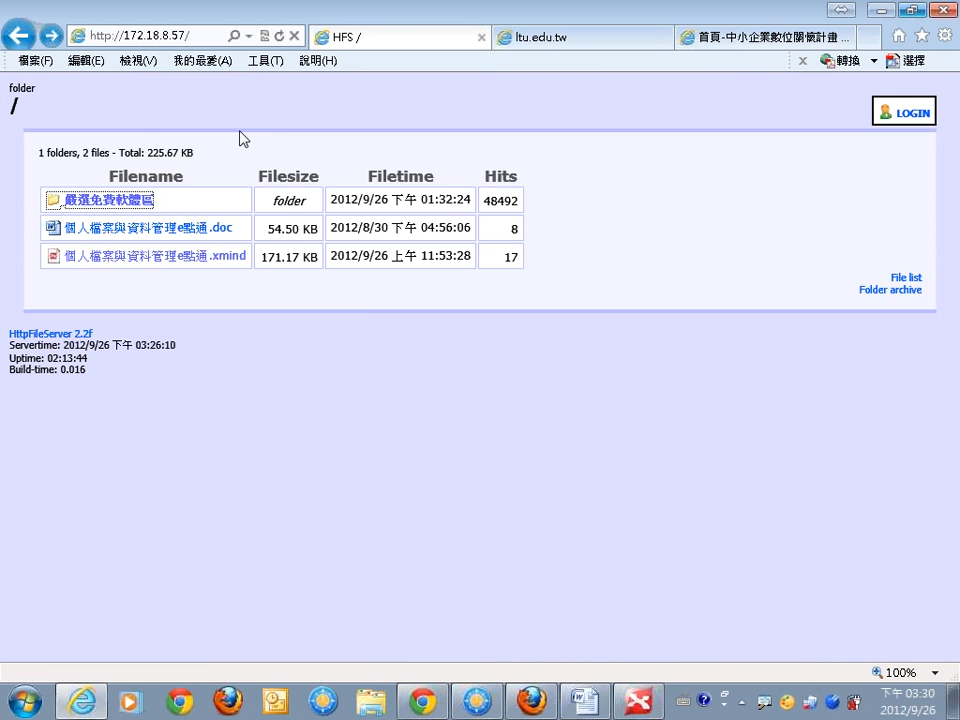 http://172.18.8.57/
HFS /
ltu.edu.tw
首頁-中小企業數位關懷計畫 ...
檔案(F) 編輯(E) 檢視(V) 我的最愛(A) 工具(T) 說明(H)
轉換 選擇
folder
/
LOGIN
1 folders, 2 files - Total: 225.67 KB
Filename Filesize Filetime Hits
嚴選免費軟體區 folder 2012/9/26 下午 01:32:24 48492
個人檔案與資料管理e點通.doc 54.50 KB 2012/8/30 下午 04:56:06 8
個人檔案與資料管理e點通.xmind 171.17 KB 2012/9/26 上午 11:53:28 17
File list
Folder archive
HttpFileServer 2.2f
Servertime: 2012/9/26 下午 03:26:10
Uptime: 02:13:44
Build-time: 0.016
100%
下午 03:30
2012/9/26